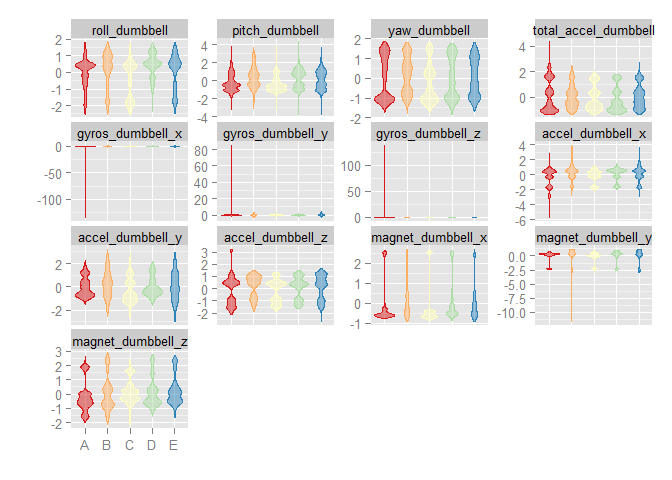 roll_dumbbell pitch_dumbbell yaw_dumbbell total_accel_dumbbell
2 1 0 -1 -2
4 2 0 -2 -4
2 1 0 -1 -2
4 2 0
gyros_dumbbell_x gyros_dumbbell_y gyros_dumbbell_z accel_dumbbell_x
0 -50 -100
80 60 40 20 0
100 50 0
4 2 0 -2 -4 -6
accel_dumbbell_y accel_dumbbell_z magnet_dumbbell_x magnet_dumbbell_y
2 0 -2
3 2 1 0 -1 -2
2 1 0 -1
0.0 -2.5 -5.0 -7.5 -10.0
magnet_dumbbell_z
3 2 1 0 -1 -2
A B C D E